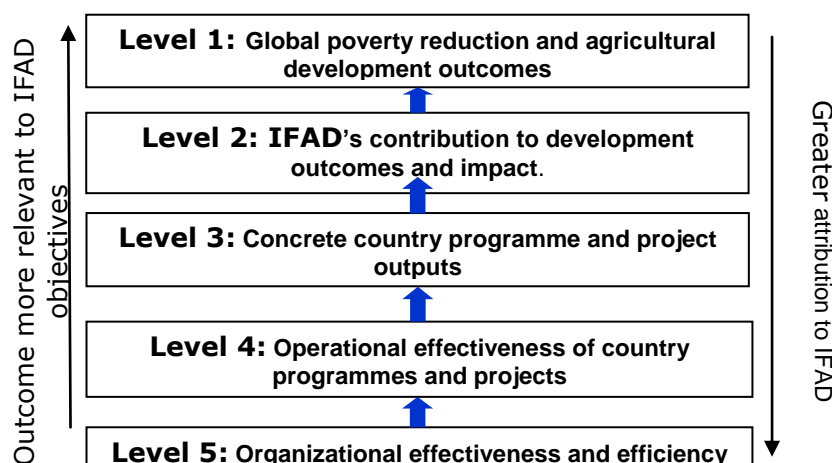 Outcome more relevant to IFAD
objectives
Level 1: Global poverty reduction and agricultural
development outcomes
Level 2: IFAD's contribution to development
outcomes and impact.
Level 3: Concrete country programme and project
outputs
Level 4: Operational effectiveness of country
programmes and projects
Level 5: Organizational effectiveness and efficiency
Greater attribution to IFAD